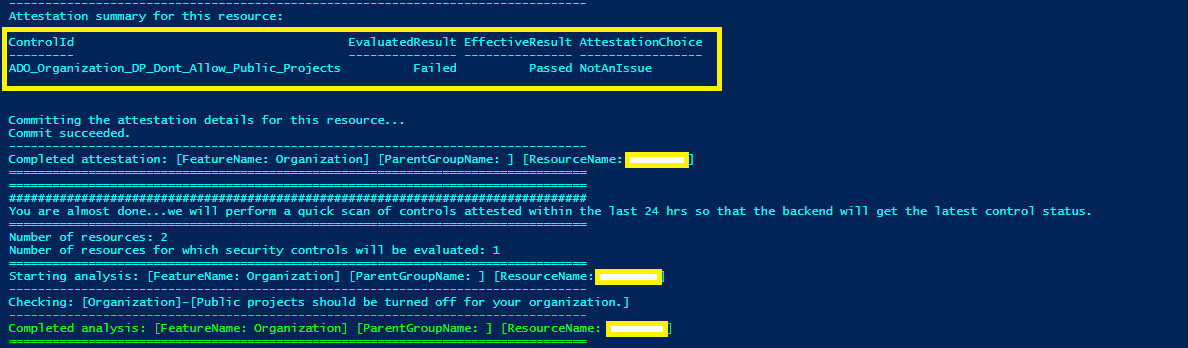 --------------------------------------------------------------------------------
Attestation summary for this resource:
ControlId EvaluatedResult EffectiveResult AttestationChoice
--------- --------------- --------------- -----------------
ADO_Organization_DP_Dont_Allow_Public_Projects Failed Passed NotAnIssue
Committing the attestation details for this resource...
Commit succeeded.
--------------------------------------------------------------------------------
Completed attestation: [FeatureName: Organization] [ParentGroupName: ] [ResourceName: ]
================================================================================
================================================================================
################################################################################
You are almost done...we will perform a quick scan of controls attested within the last 24 hrs so that the backend will get the latest control status.
================================================================================
Number of resources: 2
Number of resources for which security controls will be evaluated: 1
================================================================================
Starting analysis: [FeatureName: Organization] [ParentGroupName: ] [ResourceName: ]
--------------------------------------------------------------------------------
Checking: [Organization]-[Public projects should be turned off for your organization.]
--------------------------------------------------------------------------------
Completed analysis: [FeatureName: Organization] [ParentGroupName: ] [ResourceName: ]
================================================================================